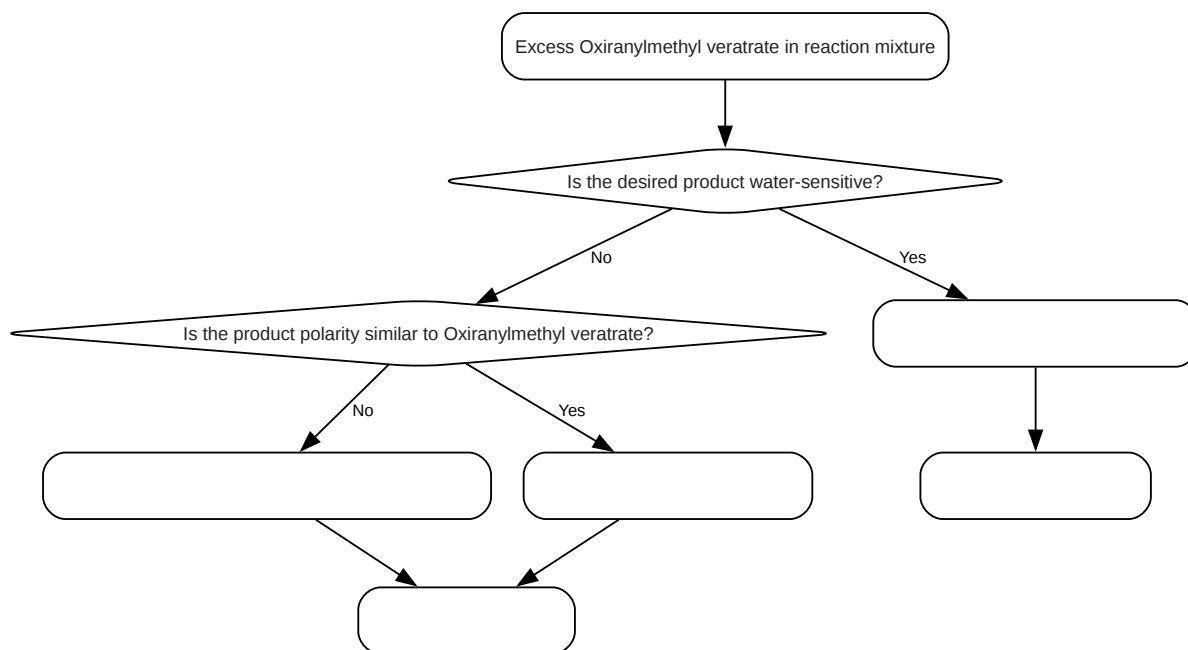 Excess Oxiranylmethyl veratrate in reaction mixture
Is the desired product water-sensitive?
No
Yes
Is the product polarity similar to Oxiranylmethyl veratrate?
No
Yes